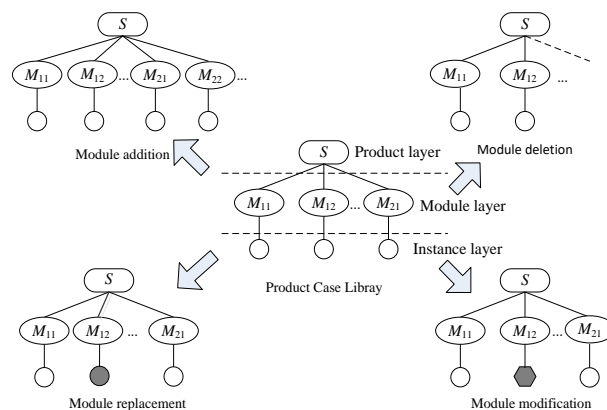 S
M11 M12 ... M21 M22 ...
Module addition
S
M11 M12 ...
Module deletion
S Product layer
M11 M12 ... M21 Module layer
Instance layer
Product Case Libray
S
M11 M12 ... M21
Module replacement
S
M11 M12 ... M21
Module modification